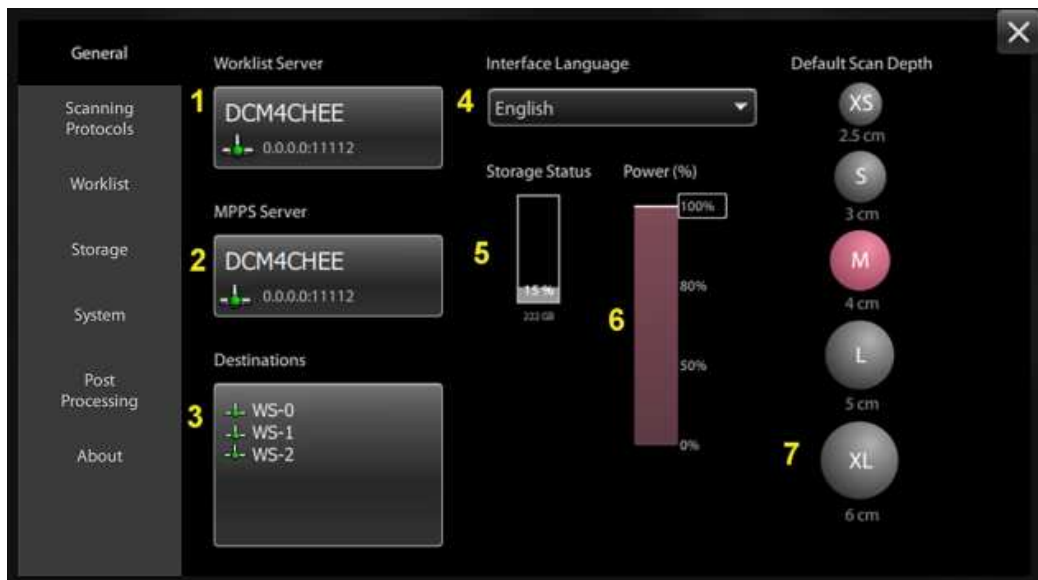 General
Scanning
Protocols
Worklist
Storage
System
Post
Processing
About
Worklist Server
1
DCM4CHEE
0.0.0.0:11112
MPPS Server
2
DCM4CHEE
0.0.0.0:11112
Destinations
3
WS-0
WS-1
WS-2
Interface Language
4
English
Storage Status
5
15 %
222 GB
Power (%)
100%
80%
6
50%
0%
Default Scan Depth
XS
2.5 cm
S
3 cm
M
4 cm
L
5 cm
7
XL
6 cm